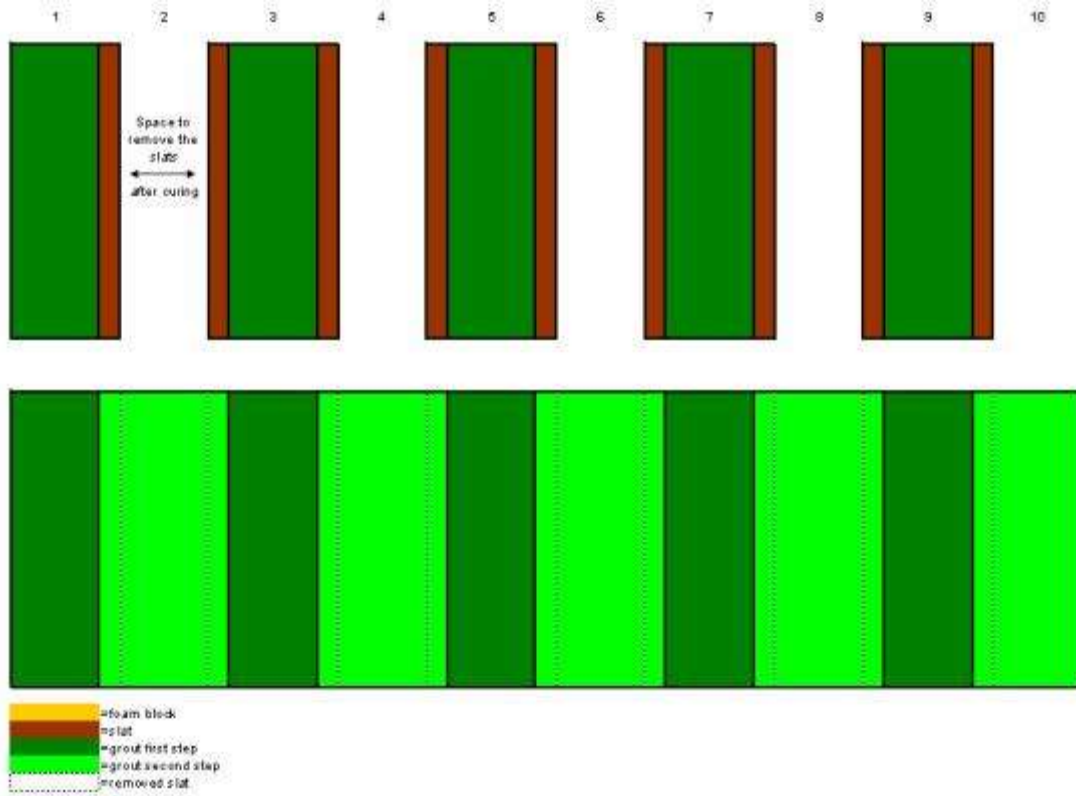 1 2 3 4 5 6 7 8 9 10
Space to
remove the
slats
after curing
=foam block
=slat
=grout first step
=grout second step
=removed slat